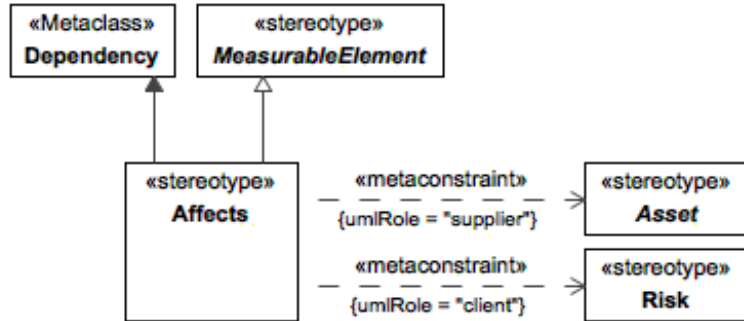 «Metaclass»
Dependency
«stereotype»
MeasurableElement
«stereotype»
Affects
«metaconstraint»
{umlRole = "supplier"}
«stereotype»
Asset
«metaconstraint»
{umlRole = "client"}
«stereotype»
Risk